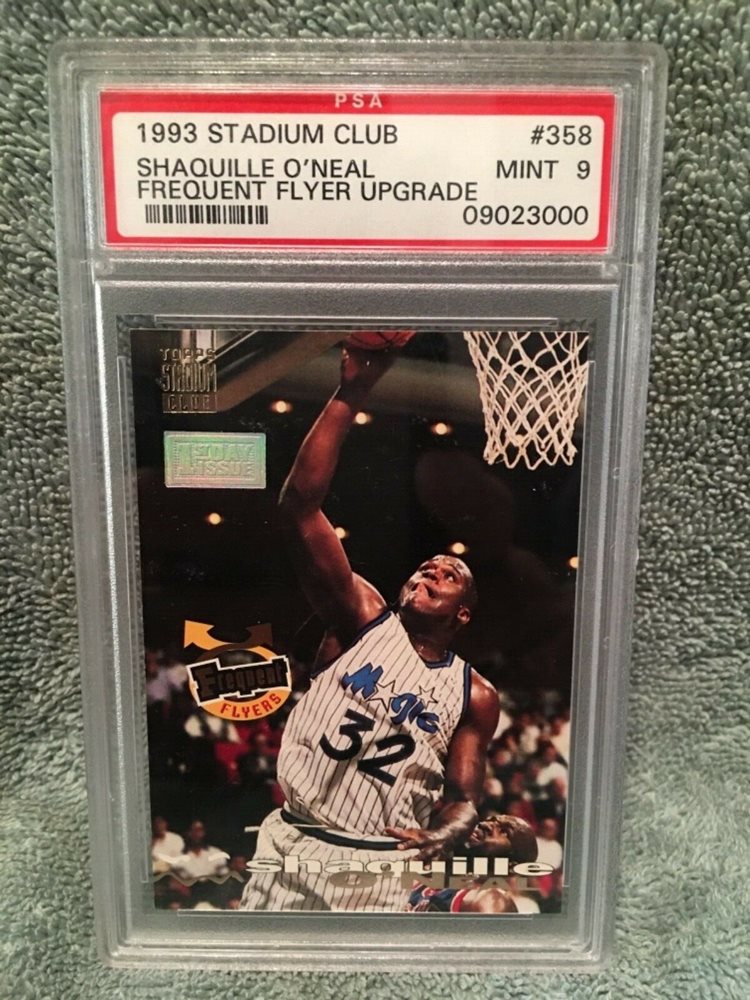 PSA
1993 STADIUM CLUB #358
SHAQUILLE O'NEAL MINT 9
FREQUENT FLYER UPGRADE
09023000
TOPPS
STADIUM
CLUB
1ST DAY
ISSUE
Frequent
FLYERS
Magic
32
shaquille
O'NEAL